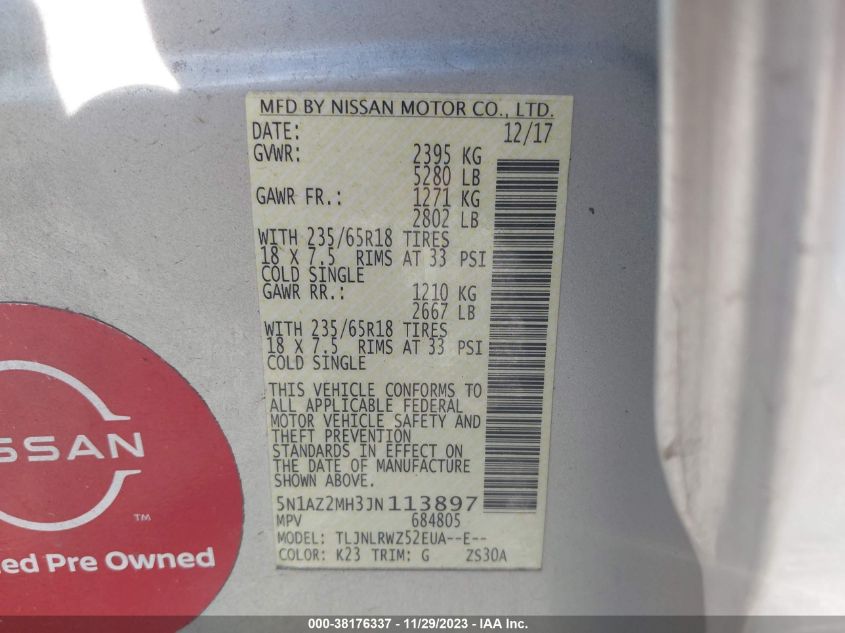 MFD BY NISSAN MOTOR CO., LTD.
DATE: 12/17
GVWR: 2395 KG
5280 LB
GAWR FR.: 1271 KG
2802 LB
WITH 235/65R18 TIRES
18 X 7.5 RIMS AT 33 PSI
COLD SINGLE
GAWR RR.: 1210 KG
2667 LB
WITH 235/65R18 TIRES
18 X 7.5 RIMS AT 33 PSI
COLD SINGLE
THIS VEHICLE CONFORMS TO
ALL APPLICABLE FEDERAL
MOTOR VEHICLE SAFETY AND
THEFT PREVENTION
STANDARDS IN EFFECT ON
THE DATE OF MANUFACTURE
SHOWN ABOVE.
5N1AZ2MH3JN113897
MPV 684805
MODEL: TLJNLRWZ52EUA--E--
COLOR: K23 TRIM: G ZS30A
SSAN
TM
ed Pre Owned
000-38176337 - 11/29/2023 - IAA Inc.